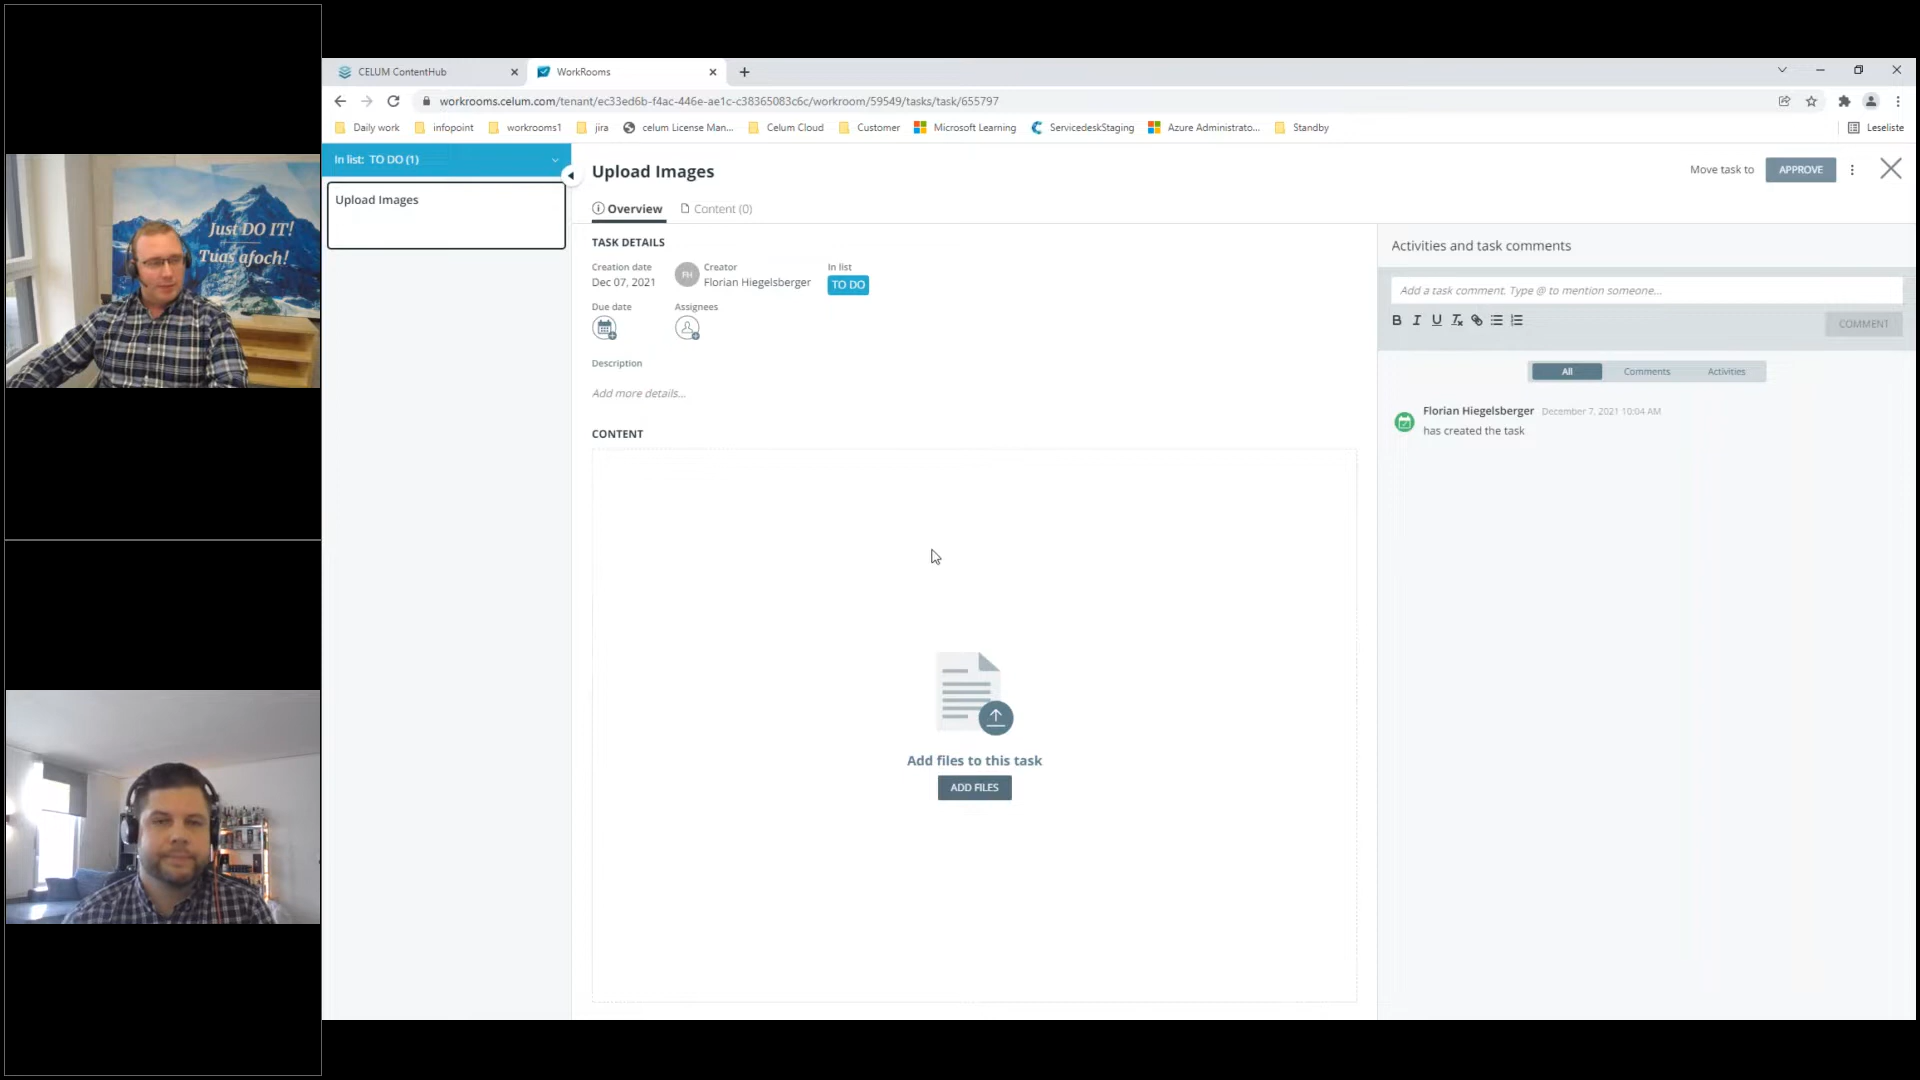 Just DO IT!
Tuas afoch!
CELUM ContentHub
WorkRooms
workrooms.celum.com/tenant/ec33ed6b-f4ac-446e-ae1c-c38365083c6c/workroom/59549/tasks/task/655797
Daily work
infopoint
workrooms1
jira
celum License Man...
Celum Cloud
Customer
Microsoft Learning
ServicedeskStaging
Azure Administrato...
Standby
Leseliste
In list: TO DO (1)
Upload Images
Upload Images
Move task to
APPROVE
Overview
Content (0)
TASK DETAILS
Creation date
Dec 07, 2021
FH
Creator
Florian Hiegelsberger
In list
TO DO
Due date
Assignees
Description
Add more details...
CONTENT
Add files to this task
ADD FILES
Activities and task comments
Add a task comment. Type @ to mention someone...
B I U
COMMENT
All
Comments
Activities
Florian Hiegelsberger December 7, 2021 10:04 AM
has created the task